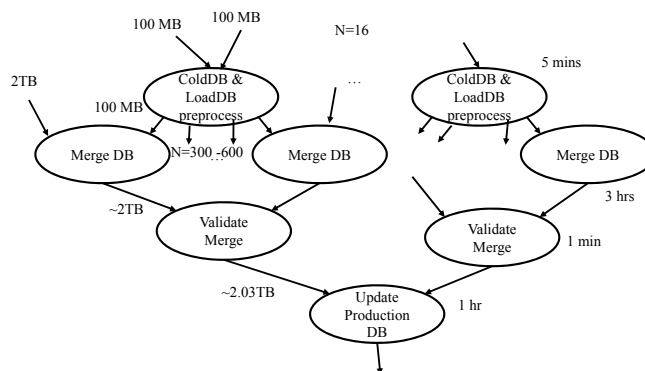 100 MB
100 MB
N=16
2TB
ColdDB &
LoadDB
preprocess
…
ColdDB &
LoadDB
preprocess
5 mins
100 MB
Merge DB
N=300 -600
…
Merge DB
Merge DB
~2TB
Validate
Merge
Validate
Merge
3 hrs
1 min
~2.03TB
Update
Production
DB
1 hr